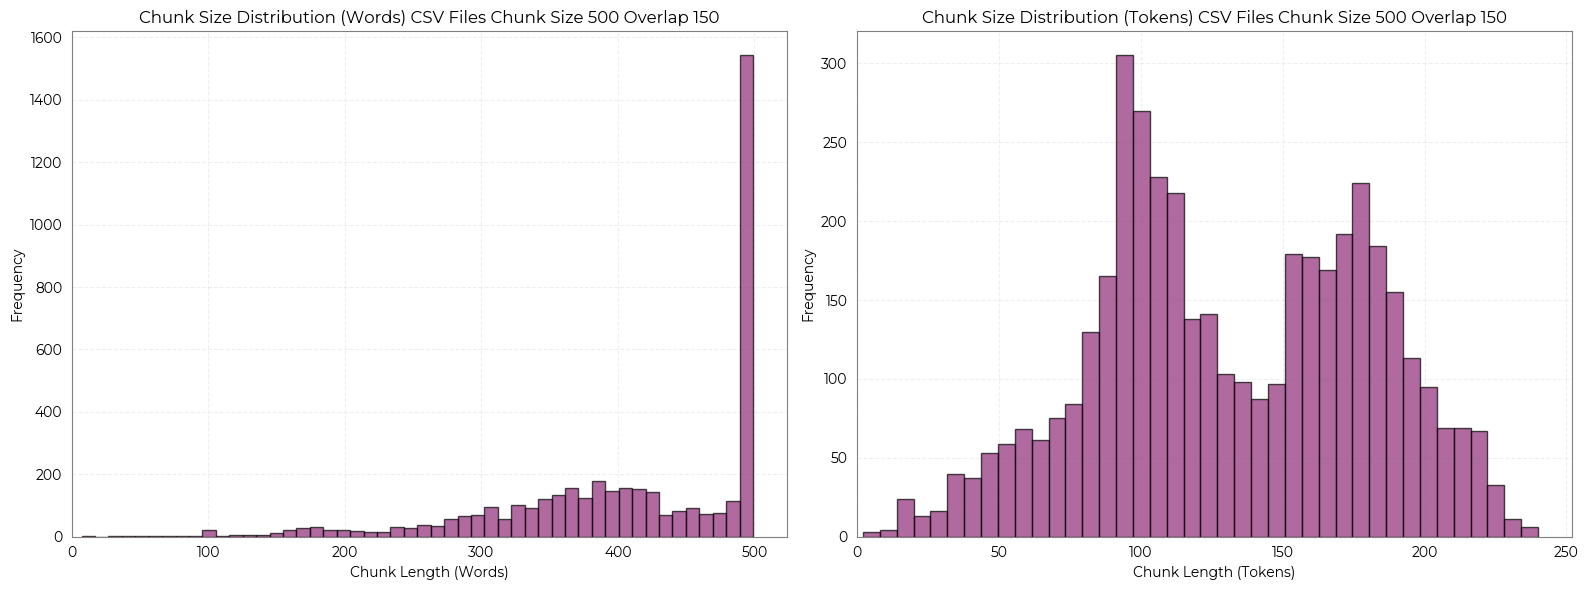 Chunk Size Distribution (Words) CSV Files Chunk Size 500 Overlap 150
1600
1400
1200
1000
800
600
400
200
0
Frequency
0 100 200 300 400 500
Chunk Length (Words)
Chunk Size Distribution (Tokens) CSV Files Chunk Size 500 Overlap 150
300
250
200
150
100
50
0
Frequency
0 50 100 150 200 250
Chunk Length (Tokens)